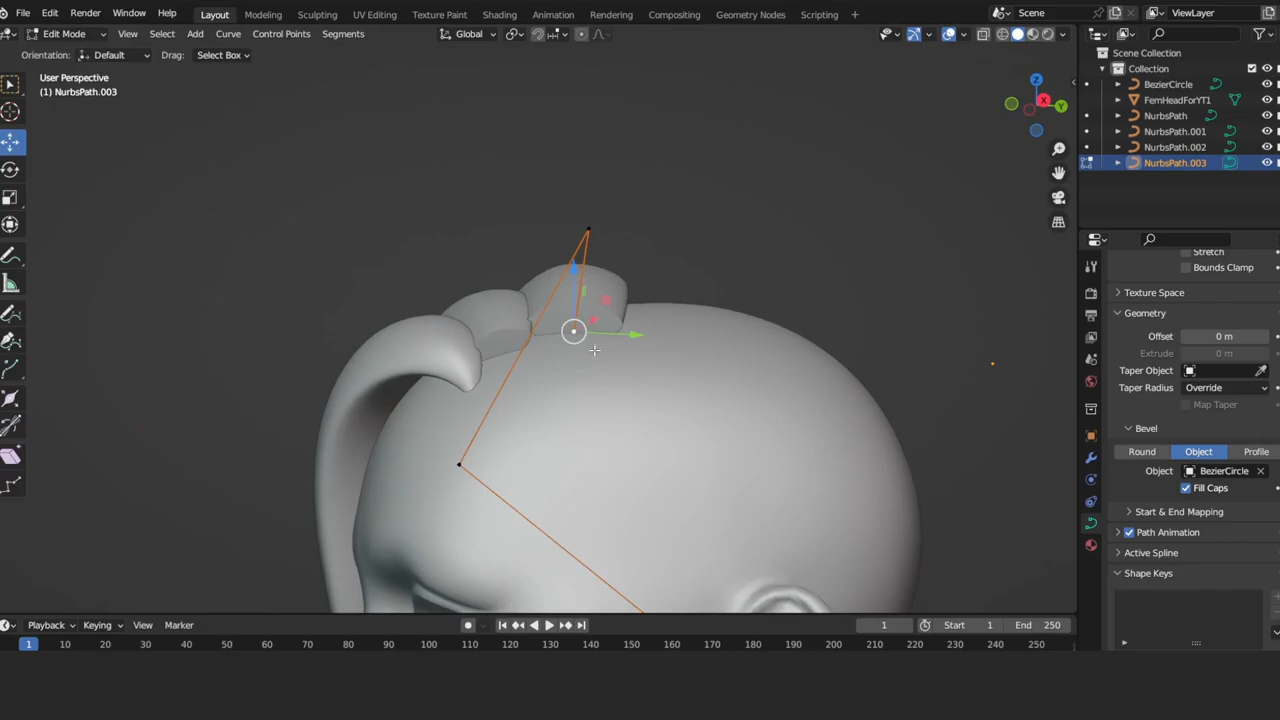 File Edit Render Window Help Layout Modeling Sculpting UV Editing Texture Paint Shading Animation Rendering Compositing Geometry Nodes Scripting + Scene ViewLayer
Edit Mode View Select Add Curve Control Points Segments Global
Orientation: Default Drag: Select Box
User Perspective
(1) NurbsPath.003
Z
X
Y
Scene Collection
Collection
BezierCircle
FemHeadForYT1
NurbsPath
NurbsPath.001
NurbsPath.002
NurbsPath.003
Stretch
Bounds Clamp
Texture Space
Geometry
Offset 0 m
Extrude 0 m
Taper Object
Taper Radius Override
Map Taper
Bevel
Round Object Profile
Object BezierCircle
Fill Caps
Start & End Mapping
Path Animation
Active Spline
Shape Keys
Playback Keying View Marker 1 Start 1 End 250
1 10 20 30 40 50 60 70 80 90 100 110 120 130 140 150 160 170 180 190 200 210 220 230 240 250